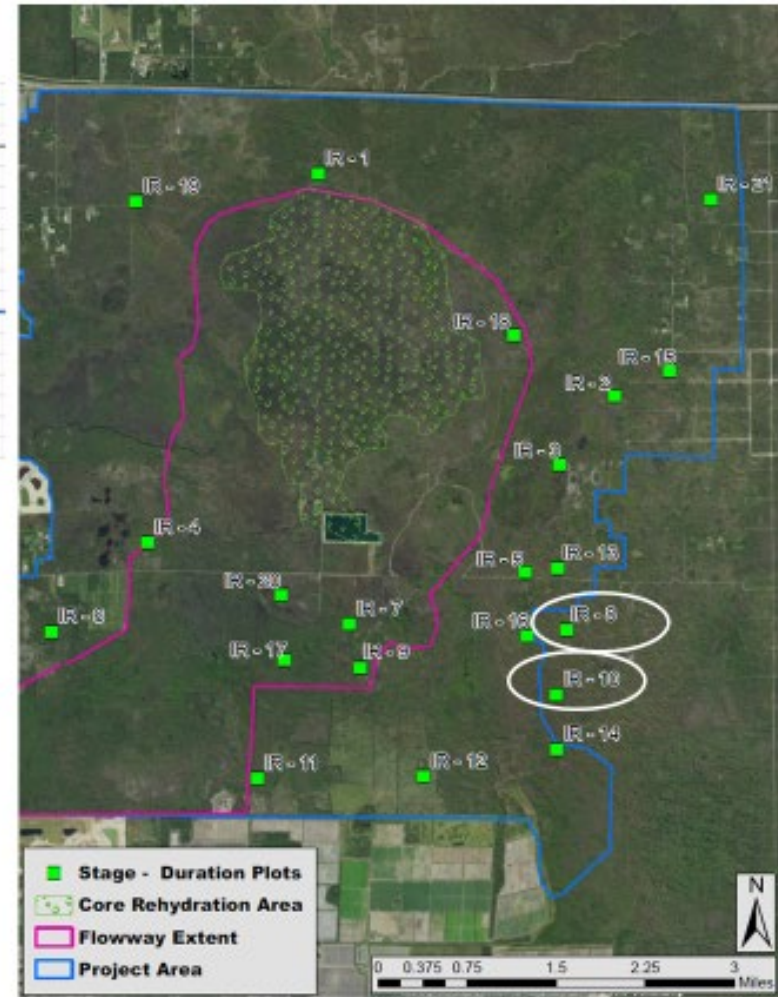 IR - 1
IR - 19
IR - 21
IR - 18
IR - 15
IR - 2
IR - 3
IR - 4
IR - 5
IR - 13
IR - 20
IR - 7
IR - 6
IR - 16
IR - 8
IR - 17
IR - 9
IR - 10
IR - 14
IR - 11
IR - 12
Stage - Duration Plots
Core Rehydration Area
Flowway Extent
Project Area
N
0 0.375 0.75 1.5 2.25 3
Miles